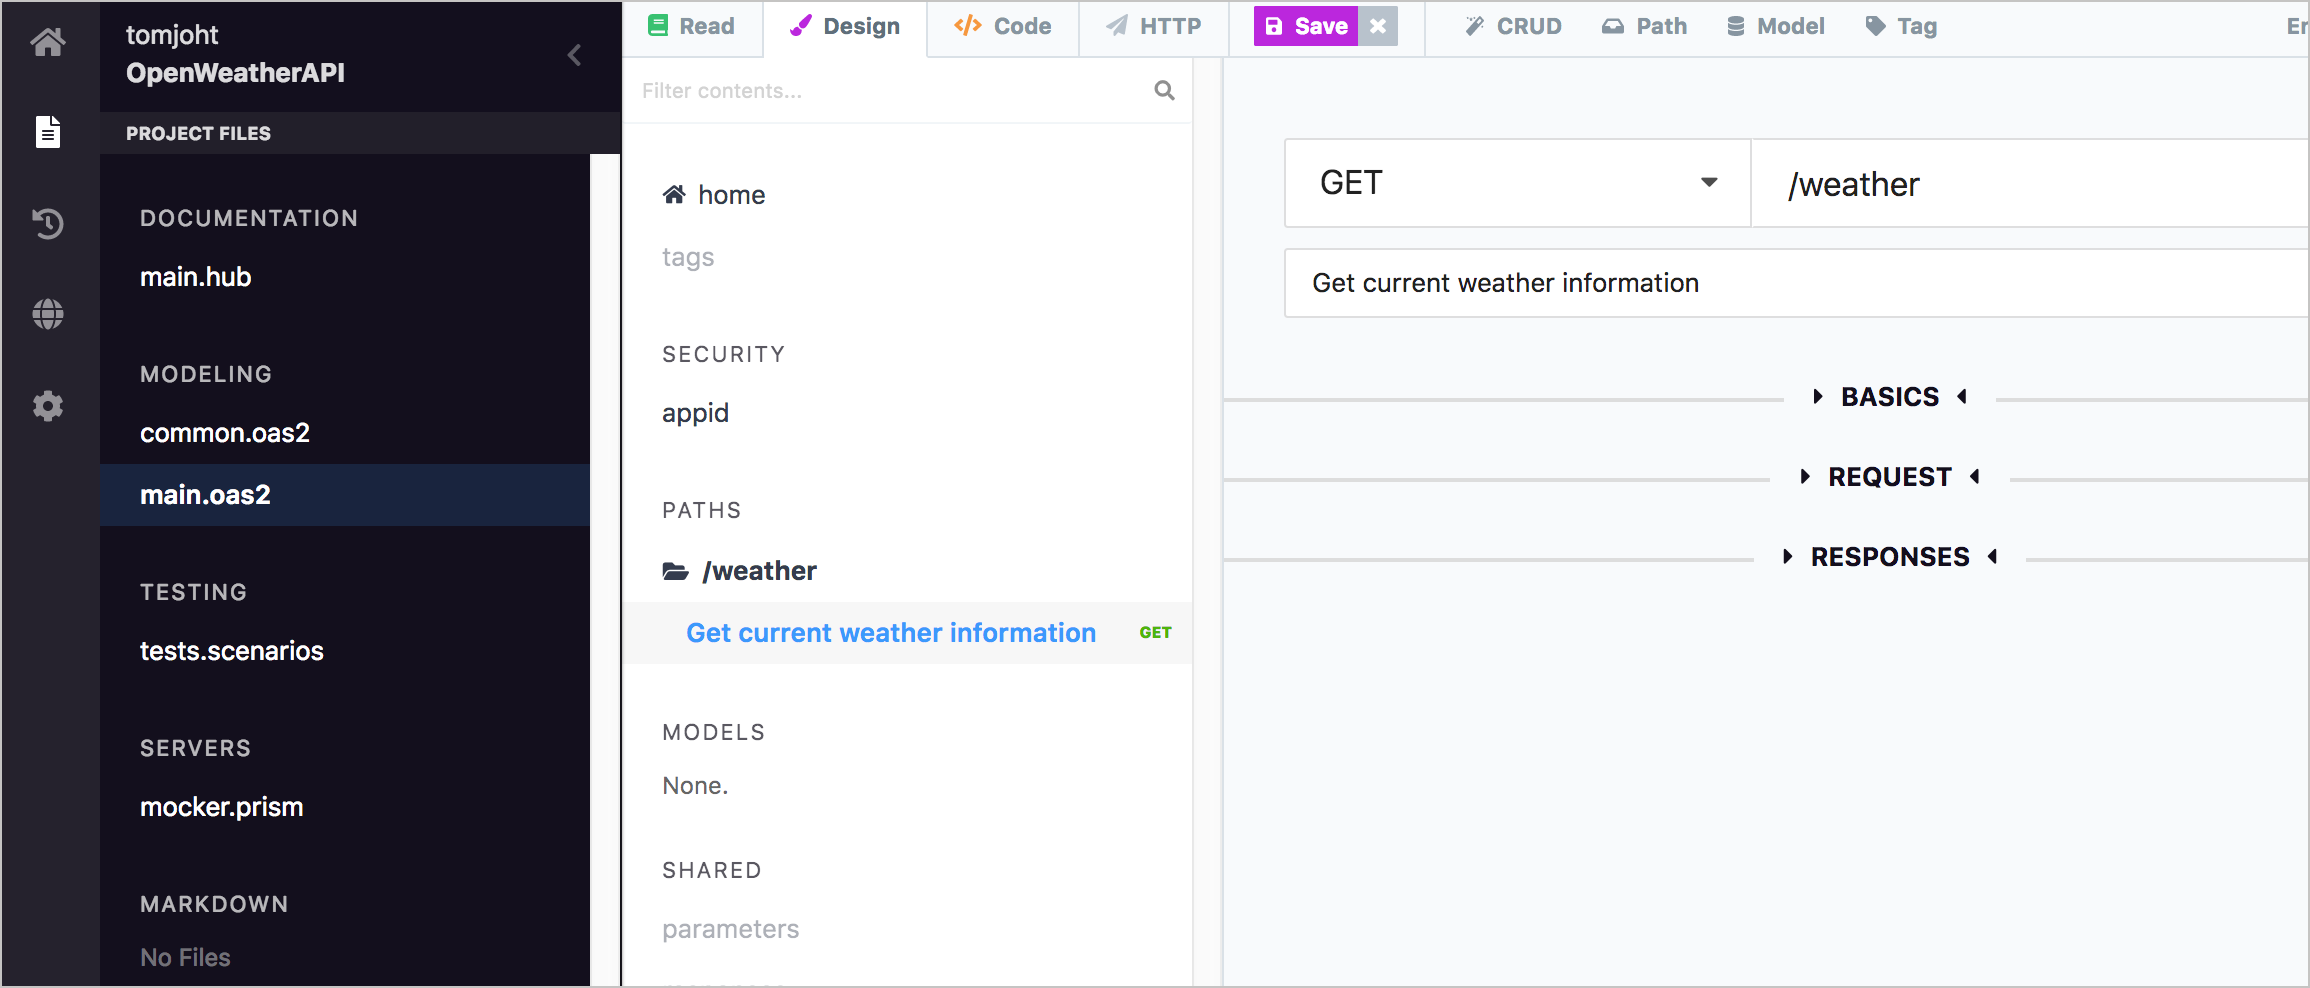 tomjoht
OpenWeatherAPI
PROJECT FILES
DOCUMENTATION
main.hub
MODELING
common.oas2
main.oas2
TESTING
tests.scenarios
SERVERS
mocker.prism
MARKDOWN
No Files
Read Design Code HTTP Save CRUD Path Model Tag
Filter contents...
home
tags
SECURITY
appid
PATHS
/weather
Get current weather information GET
MODELS
None.
SHARED
parameters
GET /weather
Get current weather information
BASICS
REQUEST
RESPONSES